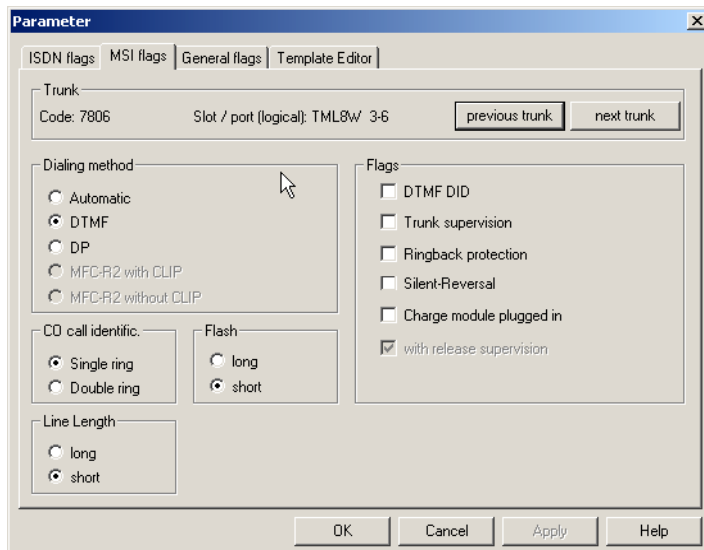 Parameter
ISDN flags MSI flags General flags Template Editor
Trunk
Code: 7806 Slot / port (logical): TML8W 3-6 previous trunk next trunk
Dialing method
Automatic
DTMF
DP
MFC-R2 with CLIP
MFC-R2 without CLIP
Flags
DTMF DID
Trunk supervision
Ringback protection
Silent-Reversal
Charge module plugged in
with release supervision
CO call identific.
Single ring
Double ring
Flash
long
short
Line Length
long
short
OK Cancel Apply Help